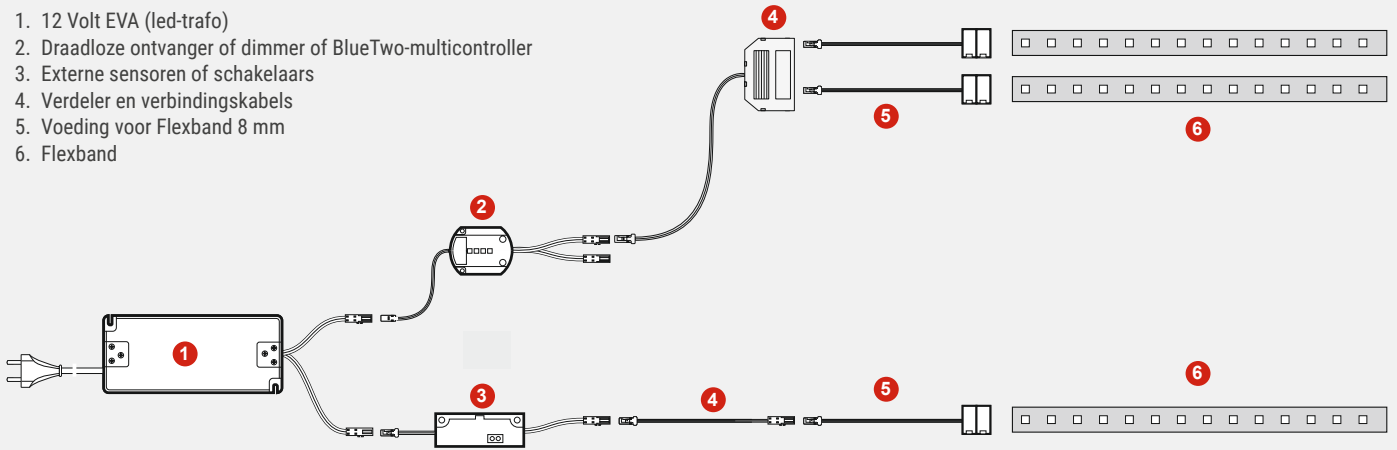 1. 12 Volt EVA (led-trafo)
2. Draadloze ontvanger of dimmer of BlueTwo-multicontroller
3. Externe sensoren of schakelaars
4. Verdeler en verbindingskabels
5. Voeding voor Flexband 8 mm
6. Flexband
4
5
6
2
1
3
4
5
6